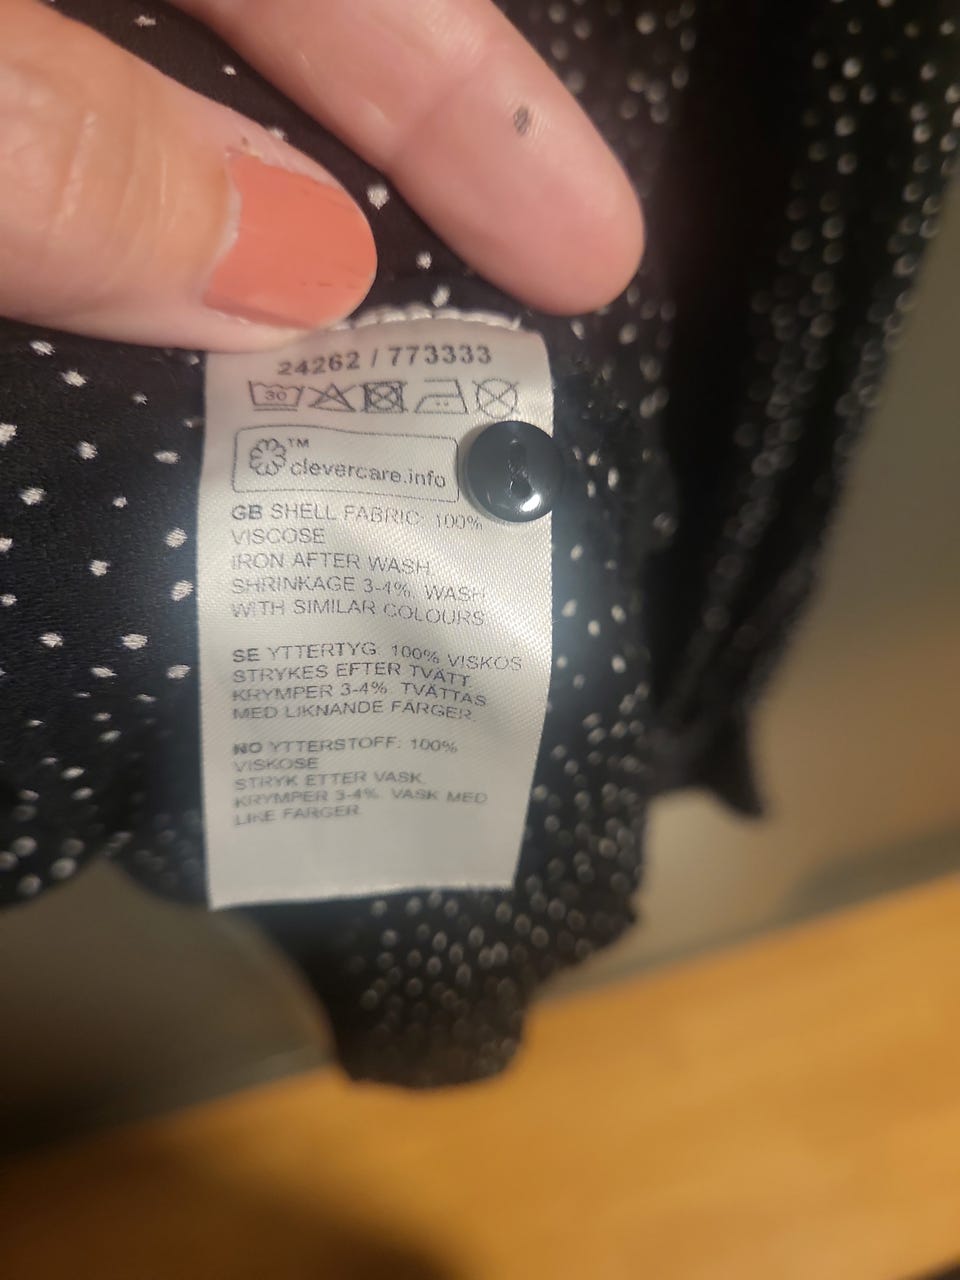 24262 / 773333
30
™
clevercare.info
GB SHELL FABRIC: 100%
VISCOSE
IRON AFTER WASH.
SHRINKAGE 3-4%. WASH
WITH SIMILAR COLOURS.
SE YTTERTYG: 100% VISKOS
STRYKES EFTER TVÄTT.
KRYMPER 3-4%. TVÄTTAS
MED LIKNANDE FÄRGER.
NO YTTERSTOFF: 100%
VISKOSE
STRYK ETTER VASK.
KRYMPER 3-4%. VASK MED
LIKE FARGER.